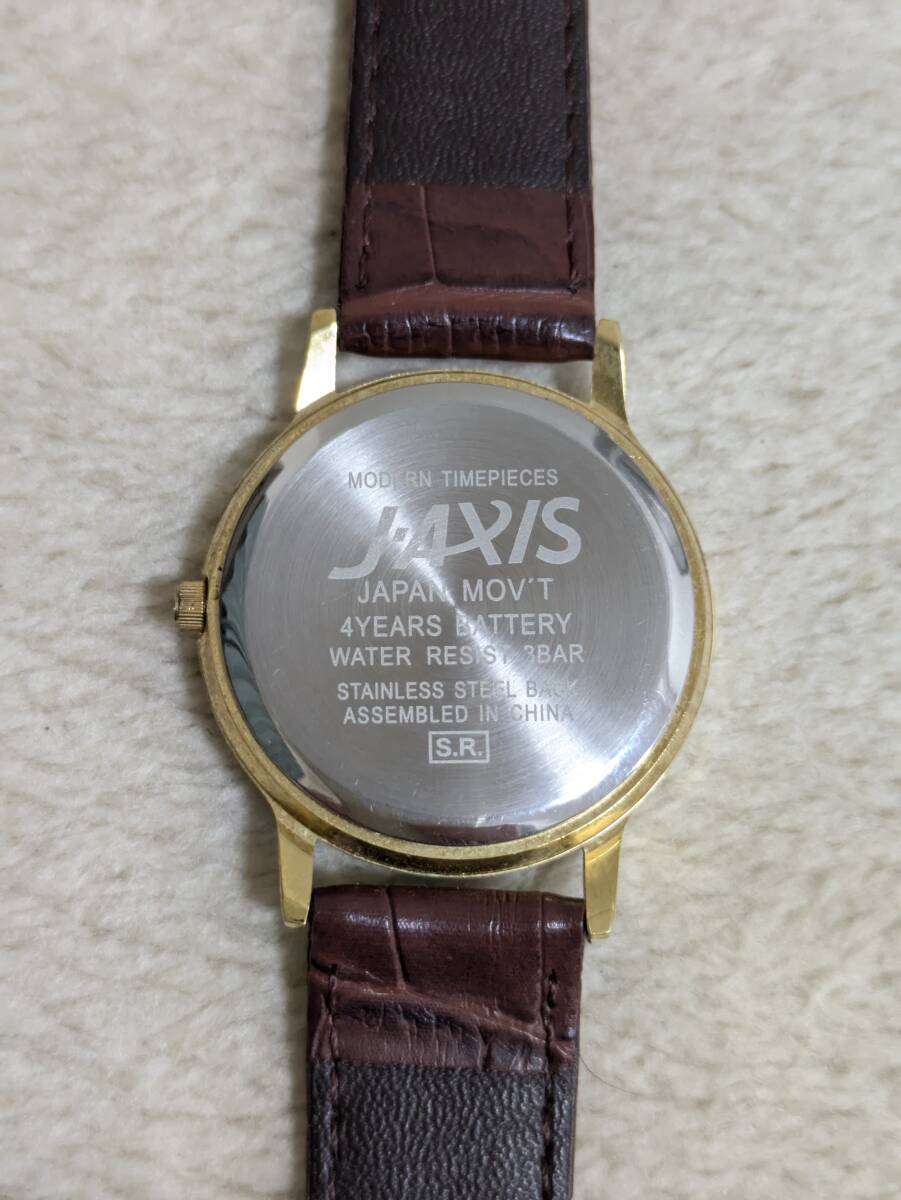 MODERN TIMEPIECES
J-AXIS
JAPAN MOV'T
4YEARS BATTERY
WATER RESIST 3BAR
STAINLESS STEEL BACK
ASSEMBLED IN CHINA
S.R.